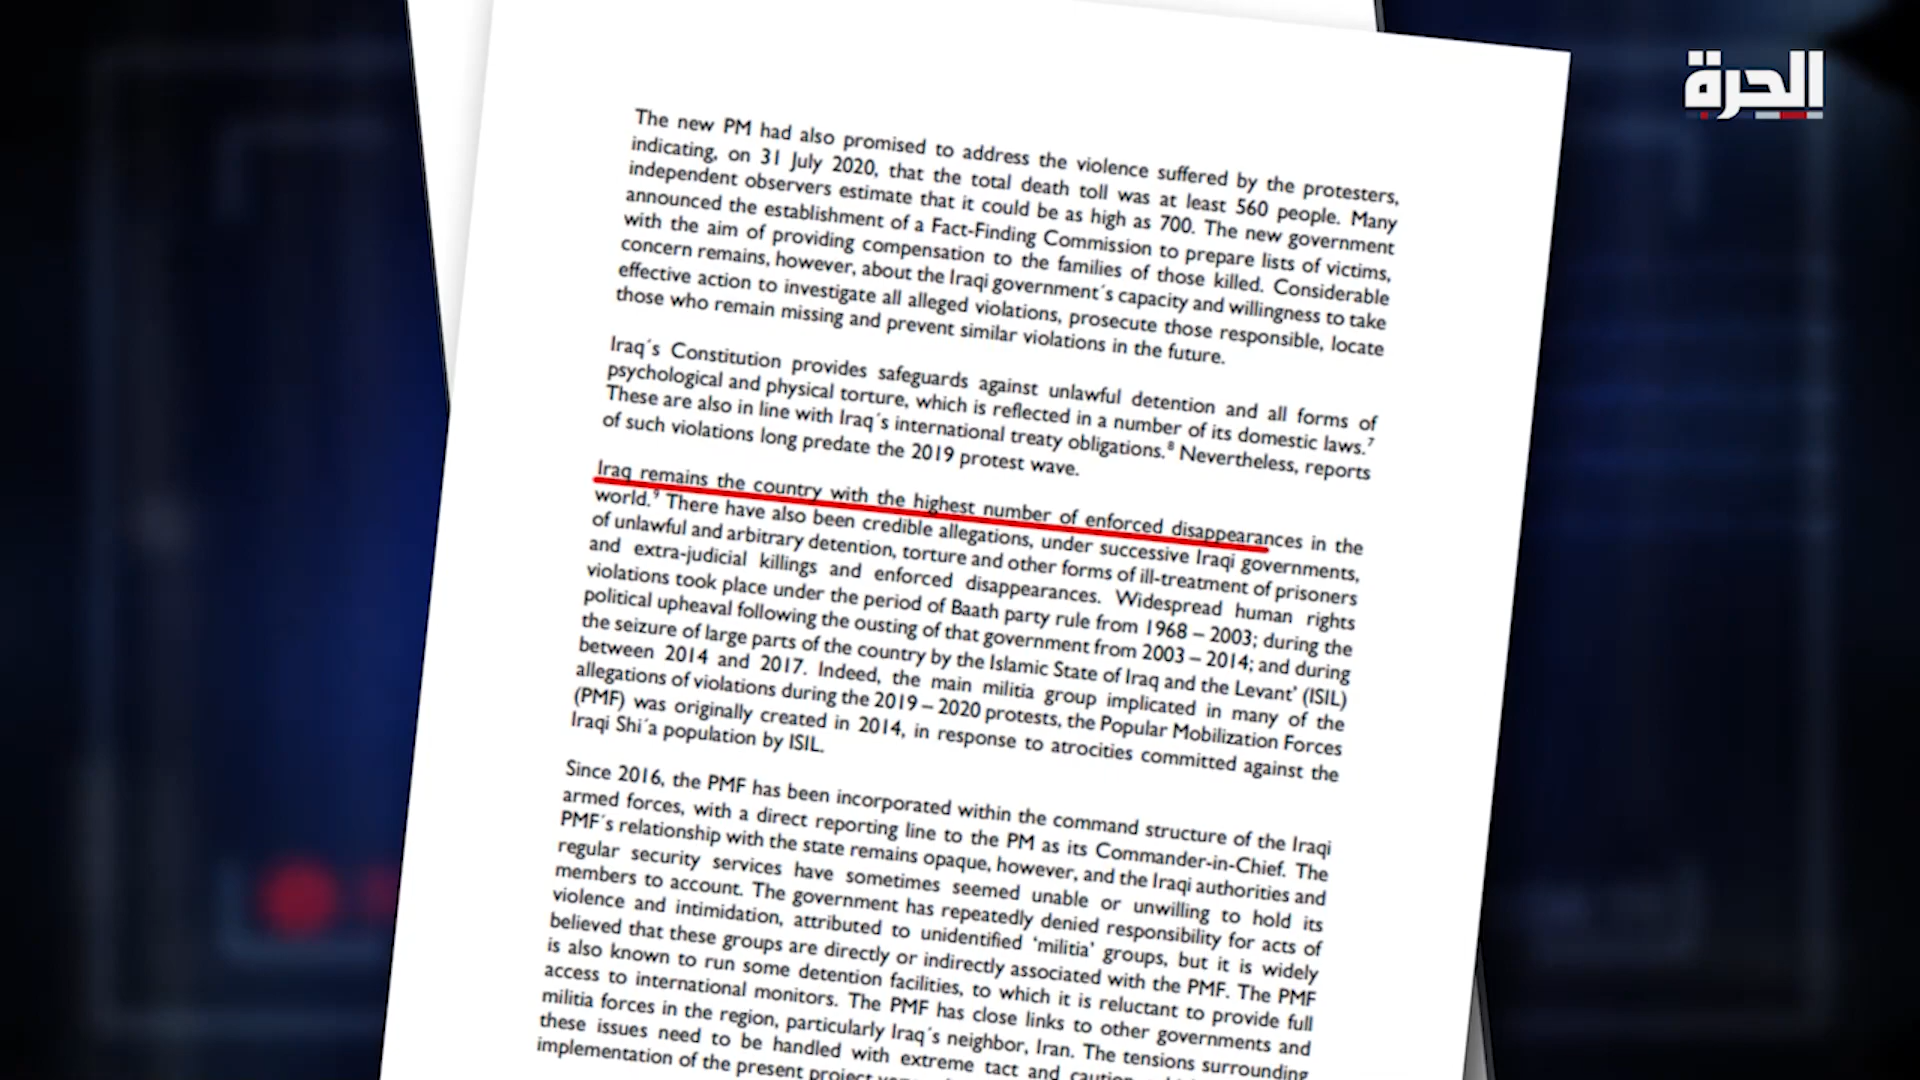 الحرة
The new PM had also promised to address the violence suffered by the protesters,
indicating, on 31 July 2020, that the total death toll was at least 560 people. Many
independent observers estimate that it could be as high as 700. The new government
announced the establishment of a Fact-Finding Commission to prepare lists of victims,
with the aim of providing compensation to the families of those killed. Considerable
concern remains, however, about the Iraqi government´s capacity and willingness to take
effective action to investigate all alleged violations, prosecute those responsible, locate
those who remain missing and prevent similar violations in the future.
Iraq´s Constitution provides safeguards against unlawful detention and all forms of
psychological and physical torture, which is reflected in a number of its domestic laws.⁷
These are also in line with Iraq´s international treaty obligations.⁸ Nevertheless, reports
of such violations long predate the 2019 protest wave.
Iraq remains the country with the highest number of enforced disappearances in the
world.⁹ There have also been credible allegations, under successive Iraqi governments,
of unlawful and arbitrary detention, torture and other forms of ill-treatment of prisoners
and extra-judicial killings and enforced disappearances. Widespread human rights
violations took place under the period of Baath party rule from 1968 – 2003; during the
political upheaval following the ousting of that government from 2003 – 2014; and during
the seizure of large parts of the country by the Islamic State of Iraq and the Levant’ (ISIL)
between 2014 and 2017. Indeed, the main militia group implicated in many of the
allegations of violations during the 2019 – 2020 protests, the Popular Mobilization Forces
(PMF) was originally created in 2014, in response to atrocities committed against the
Iraqi Shi´a population by ISIL.
Since 2016, the PMF has been incorporated within the command structure of the Iraqi
armed forces, with a direct reporting line to the PM as its Commander-in-Chief. The
PMF´s relationship with the state remains opaque, however, and the Iraqi authorities and
regular security services have sometimes seemed unable or unwilling to hold its
members to account. The government has repeatedly denied responsibility for acts of
violence and intimidation, attributed to unidentified ‘militia’ groups, but it is widely
believed that these groups are directly or indirectly associated with the PMF. The PMF
is also known to run some detention facilities, to which it is reluctant to provide full
access to international monitors. The PMF has close links to other governments and
militia forces in the region, particularly Iraq´s neighbor, Iran. The tensions surrounding
these issues need to be handled with extreme tact and caution
implementation of the present project